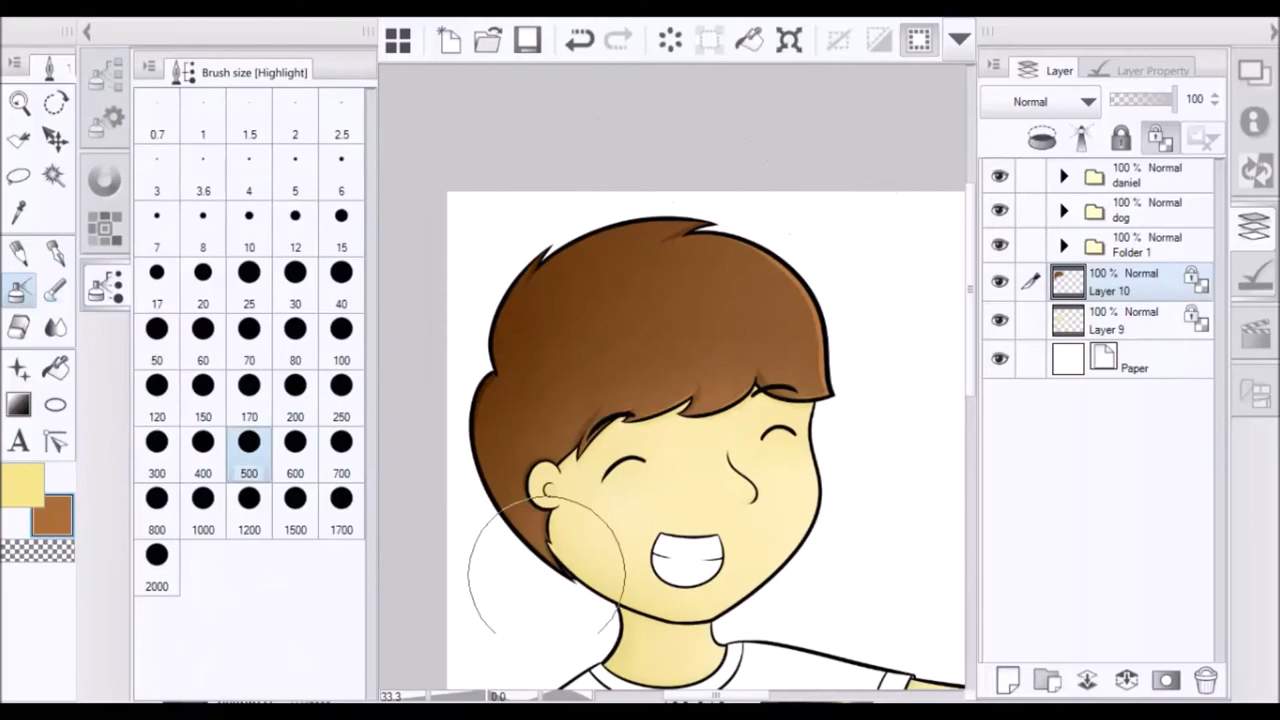 Brush size [Highlight]
0.7 1 1.5 2 2.5
3 3.6 4 5 6
7 8 10 12 15
17 20 25 30 40
50 60 70 80 100
120 150 170 200 250
300 400 500 600 700
800 1000 1200 1500 1700
2000
A
33.3
0.0
Layer
Layer Property
Normal
100
100 % Normal
daniel
100 % Normal
dog
100 % Normal
Folder 1
100 % Normal
Layer 10
100 % Normal
Layer 9
Paper